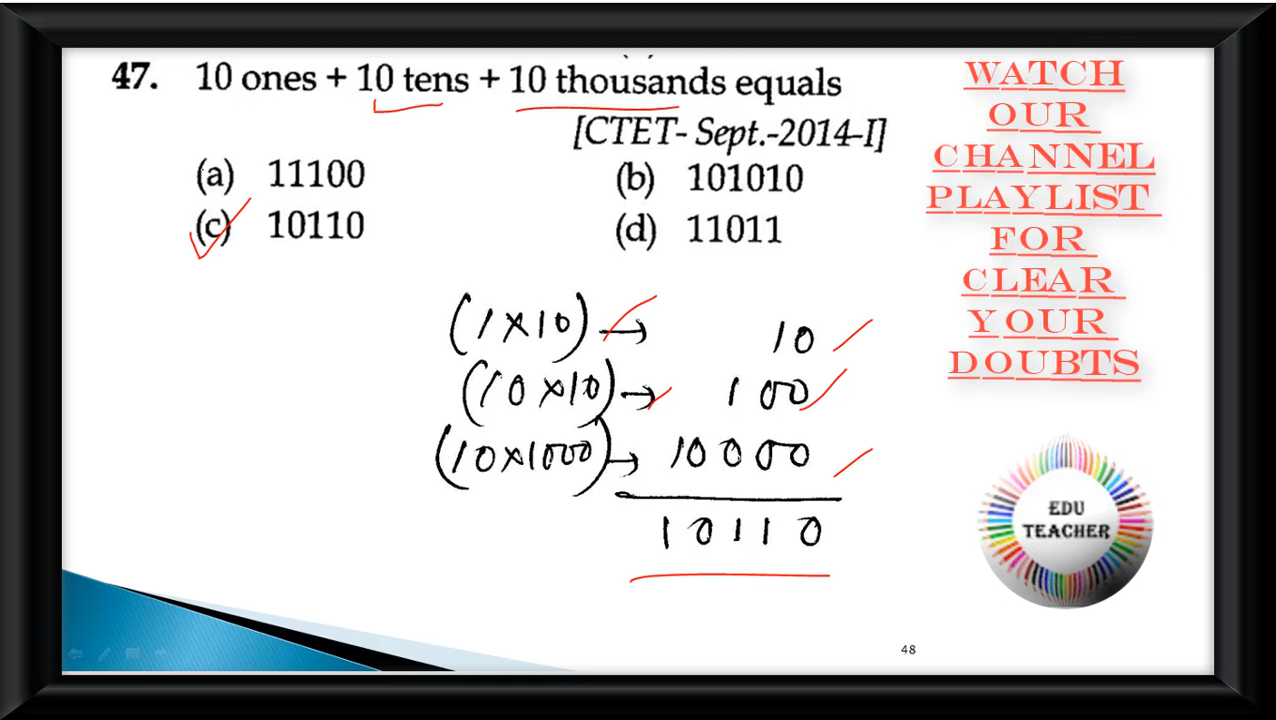 47. 10 ones + 10 tens + 10 thousands equals
[CTET- Sept.-2014-I]
(a) 11100 (b) 101010
(c) 10110 (d) 11011
(1×10) → 10
(10×10) → 100
(10×1000) → 10000
10110
WATCH
OUR
CHANNEL
PLAYLIST
FOR
CLEAR
YOUR
DOUBTS
EDU
TEACHER
48